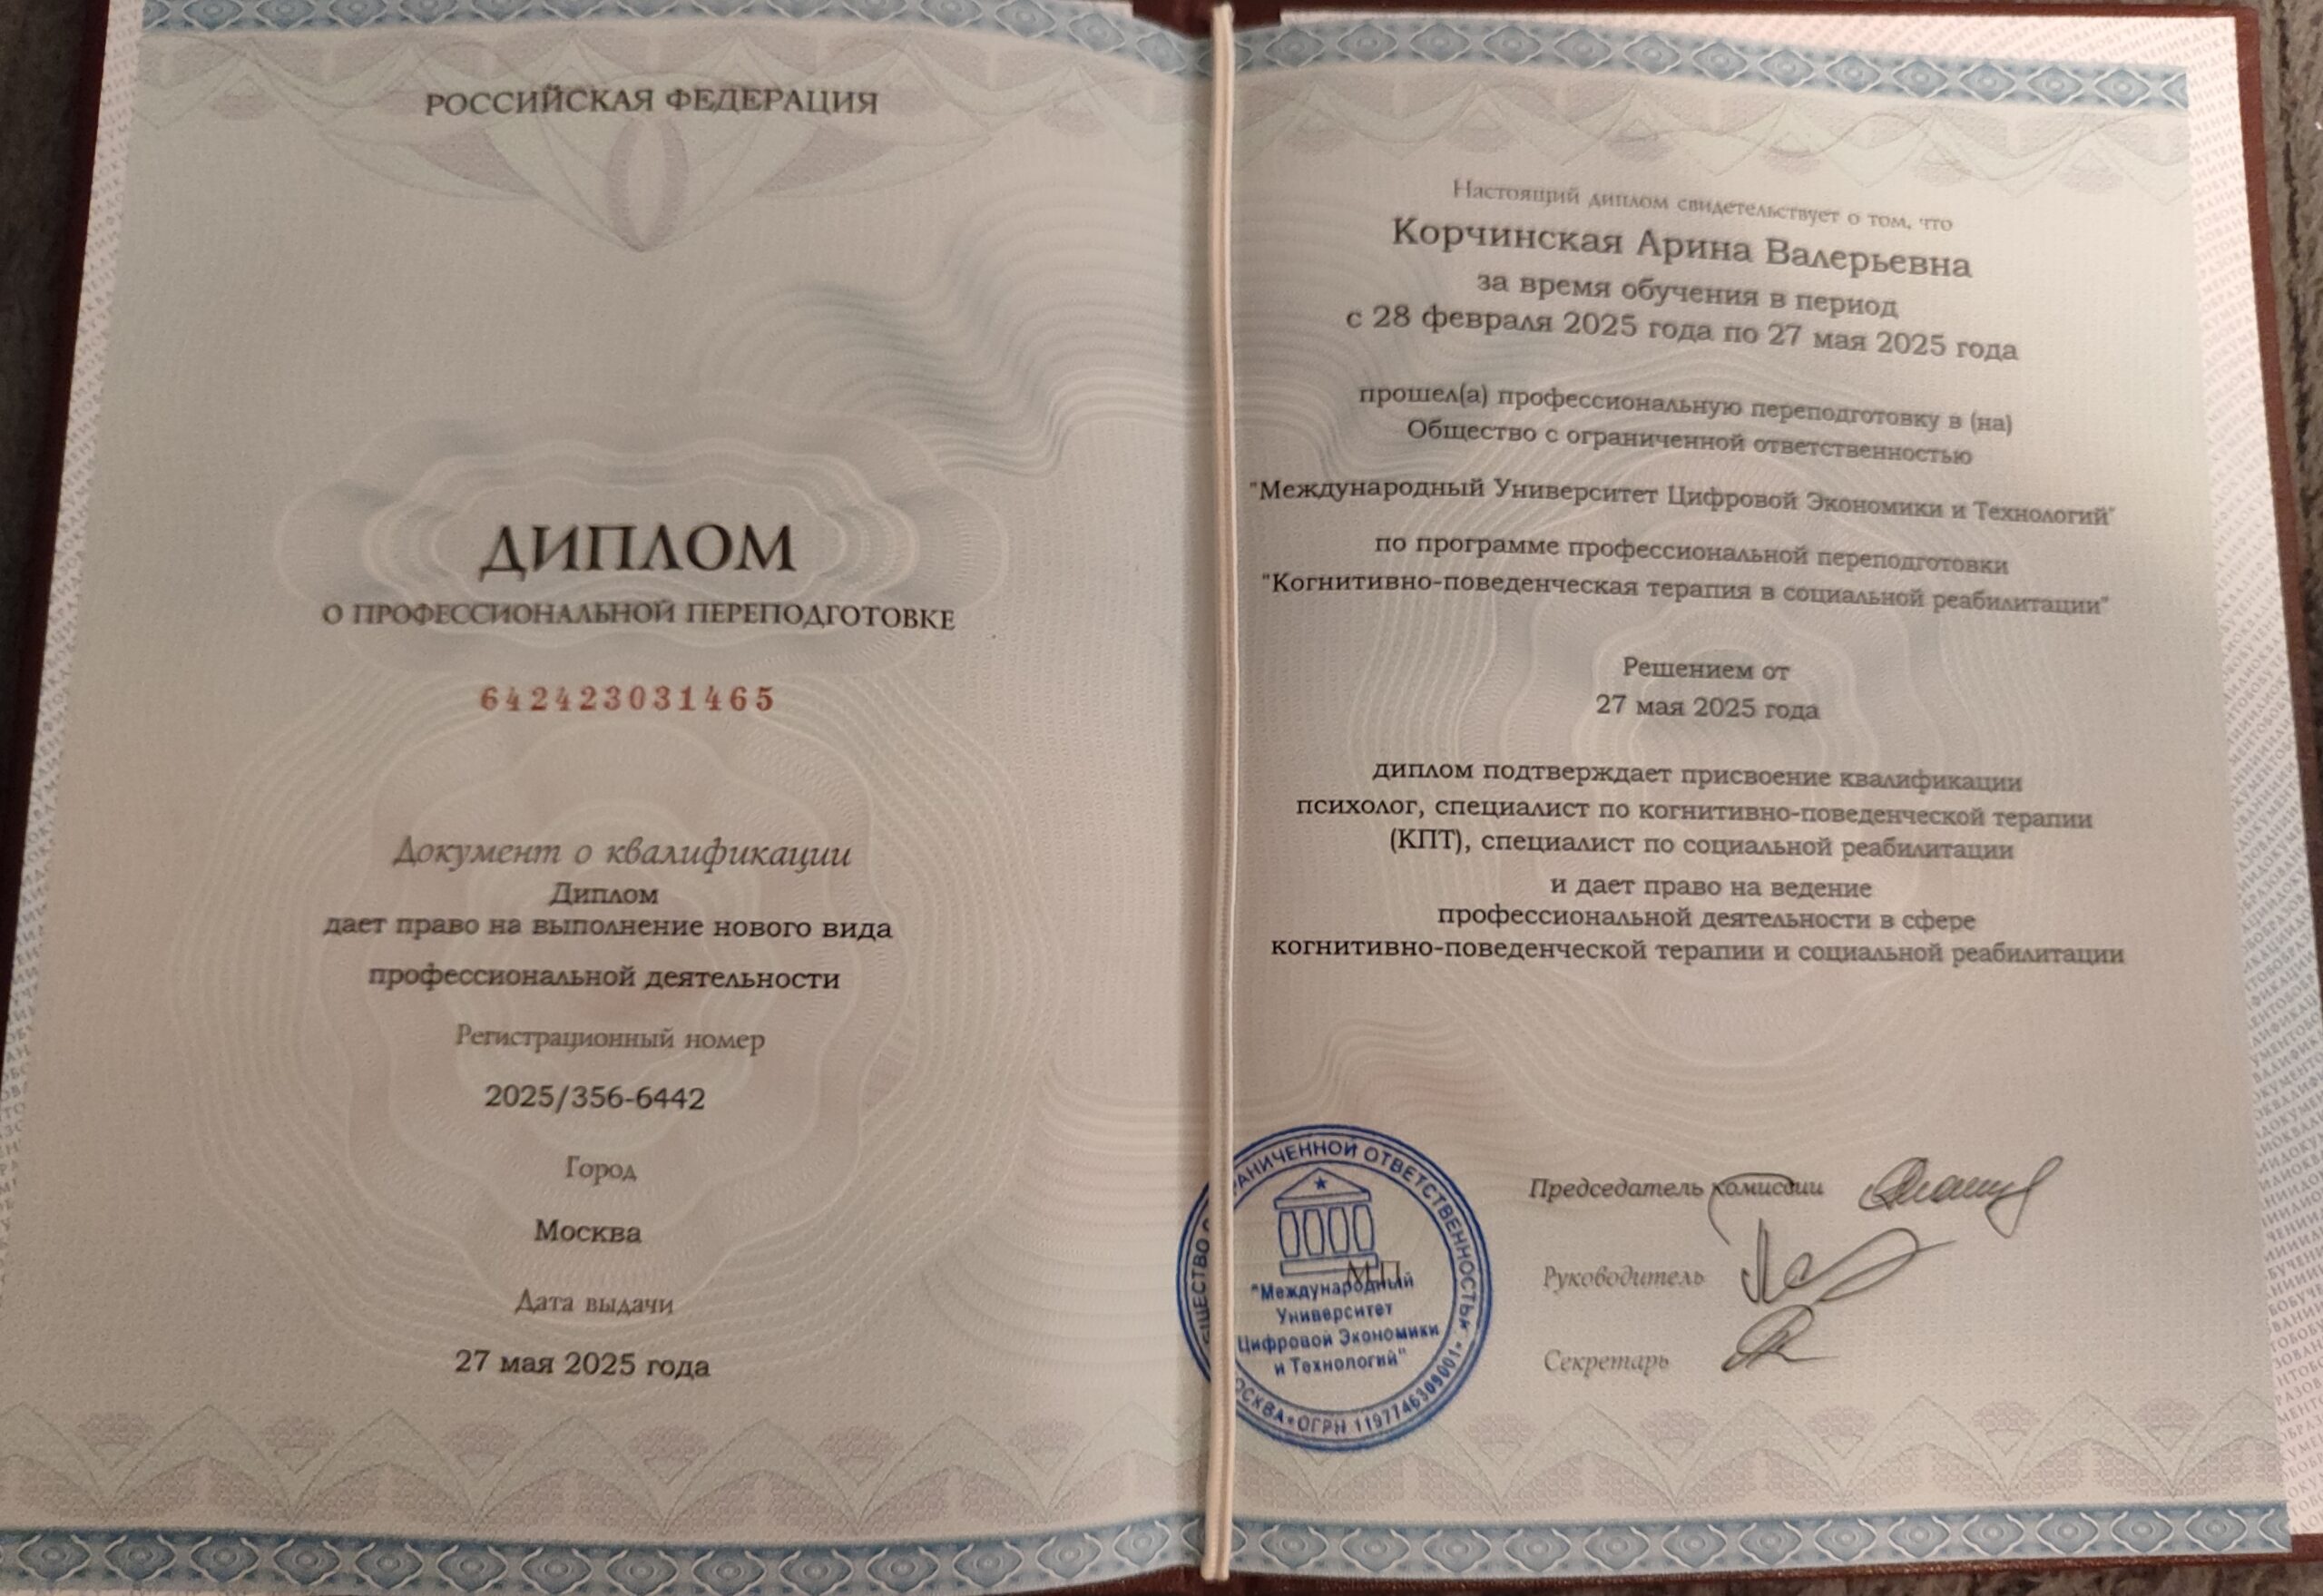 РОССИЙСКАЯ ФЕДЕРАЦИЯ
ДИПЛОМ
О ПРОФЕССИОНАЛЬНОЙ ПЕРЕПОДГОТОВКЕ
642423031465
Документ о квалификации
Диплом
дает право на выполнение нового вида
профессиональной деятельности
Регистрационный номер
2025/356-6442
Город
Москва
Дата выдачи
27 мая 2025 года
Настоящий диплом свидетельствует о том, что
Корчинская Арина Валерьевна
за время обучения в период
с 28 февраля 2025 года по 27 мая 2025 года
прошел(а) профессиональную переподготовку в (на)
Общество с ограниченной ответственностью
"Международный Университет Цифровой Экономики и Технологий"
по программе профессиональной переподготовки
"Когнитивно-поведенческая терапия в социальной реабилитации"
Решением от
27 мая 2025 года
диплом подтверждает присвоение квалификации
психолог, специалист по когнитивно-поведенческой терапии
(КПТ), специалист по социальной реабилитации
и дает право на ведение
профессиональной деятельности в сфере
когнитивно-поведенческой терапии и социальной реабилитации
Председатель комиссии
Руководитель
Секретарь
М.П.
ОТВЕТСТВЕННОСТЬЮ
"Международный
Университет
Цифровой Экономики
и Технологий"
ОГРН 1197746309001